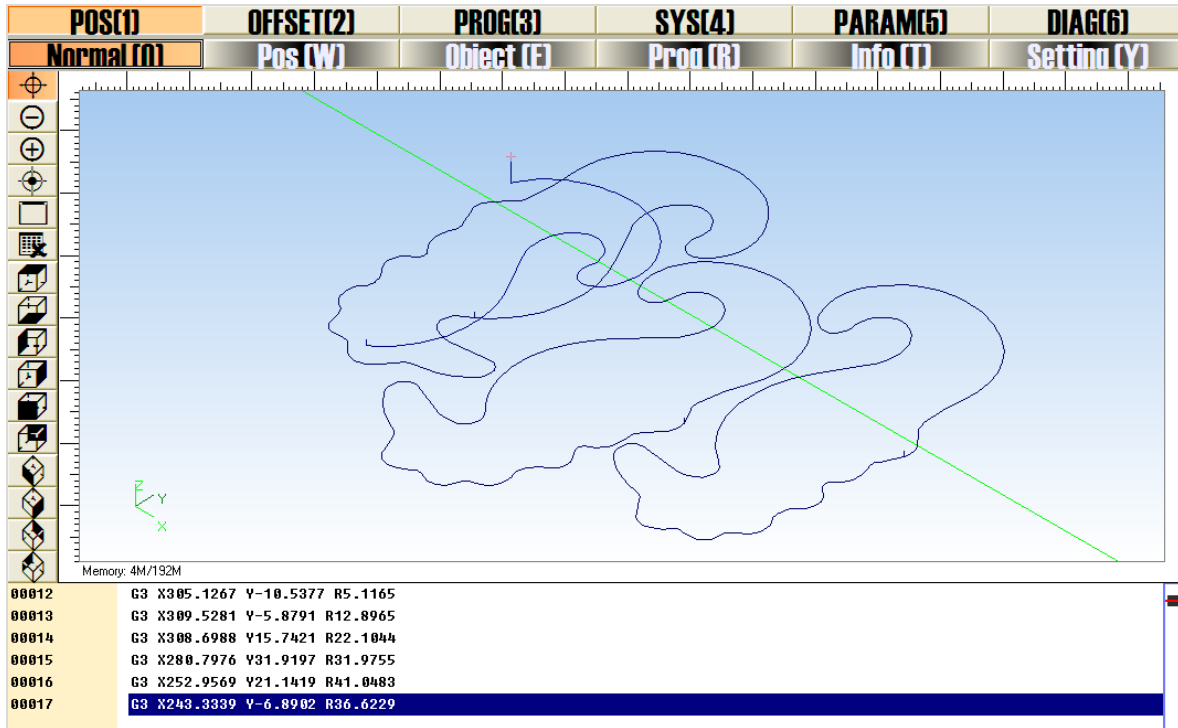 POS(1) OFFSET(2) PROG(3) SYS(4) PARAM(5) DIAG(6)
Normal (Q) Pos (W) Object (E) Prog (R) Info (T) Setting (Y)
Z
Y
X
Memory: 4M/192M
00012 G3 X305.1267 Y-10.5377 R5.1165
00013 G3 X309.5281 Y-5.8791 R12.8965
00014 G3 X308.6988 Y15.7421 R22.1044
00015 G3 X280.7976 Y31.9197 R31.9755
00016 G3 X252.9569 Y21.1419 R41.0483
00017 G3 X243.3339 Y-6.8902 R36.6229